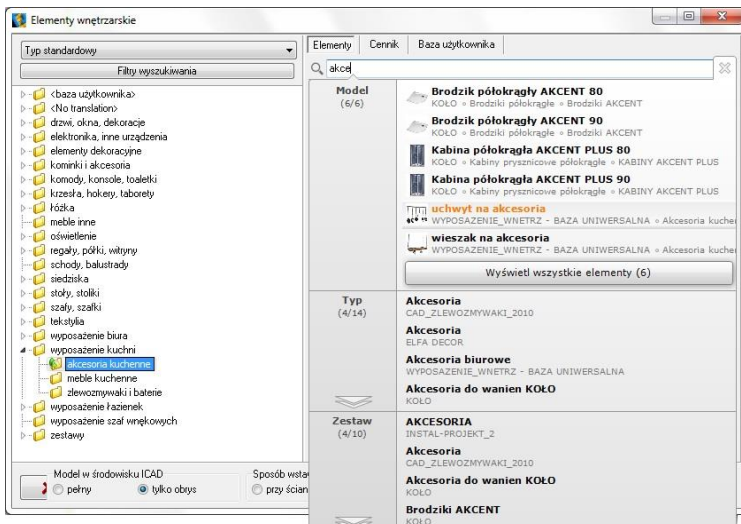 Elementy wnętrzarskie
Typ standardowy
Filtry wyszukiwania
<baza użytkownika>
<No translation>
drzwi, okna, dekoracje
elektronika, inne urządzenia
elementy dekoracyjne
kominki i akcesoria
komody, konsole, toaletki
krzesła, hokery, taborety
łóżka
meble inne
oświetlenie
regały, półki, witryny
schody, balustrady
siedziska
stoły, stoliki
szafy, szafki
tekstylia
wyposażenie biura
wyposażenie kuchni
akcesoria kuchenne
meble kuchenne
zlewozmywaki i baterie
wyposażenie łazienek
wyposażenie szaf wnękowych
zestawy
Model w środowisku ICAD
pełny
tylko obrys
Sposób wsta
przy ścian
Elementy Cennik Baza użytkownika
akce
Model
(6/6)
Brodzik półokrągły AKCENT 80
KOŁO » Brodziki półokrągłe » Brodziki AKCENT
Brodzik półokrągły AKCENT 90
KOŁO » Brodziki półokrągłe » Brodziki AKCENT
Kabina półokrągła AKCENT PLUS 80
KOŁO » Kabiny prysznicowe półokrągłe » KABINY AKCENT PLUS
Kabina półokrągła AKCENT PLUS 90
KOŁO » Kabiny prysznicowe półokrągłe » KABINY AKCENT PLUS
uchwyt na akcesoria
WYPOSAZENIE_WNETRZ - BAZA UNIWERSALNA » Akcesoria kuche
wieszak na akcesoria
WYPOSAZENIE_WNETRZ - BAZA UNIWERSALNA » Akcesoria kuche
Wyświetl wszystkie elementy (6)
Typ
(4/14)
Akcesoria
CAD_ZLEWOZMYWAKI_2010
Akcesoria
ELFA DECOR
Akcesoria biurowe
WYPOSAZENIE_WNETRZ - BAZA UNIWERSALNA
Akcesoria do wanien KOŁO
KOŁO
Zestaw
(4/10)
AKCESORIA
INSTAL-PROJEKT_2
Akcesoria
CAD_ZLEWOZMYWAKI_2010
Akcesoria do wanien KOŁO
KOŁO
Brodziki AKCENT
KOŁO